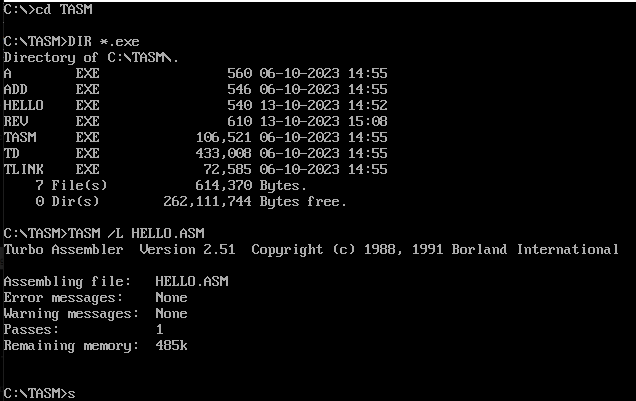 C:\>cd TASM
C:\TASM>DIR *.exe
Directory of C:\TASM\.
A        EXE                560 06-10-2023 14:55
ADD      EXE                546 06-10-2023 14:55
HELLO    EXE                540 13-10-2023 14:52
REV      EXE                610 13-10-2023 15:08
TASM     EXE            106,521 06-10-2023 14:55
TD       EXE            433,008 06-10-2023 14:55
TLINK    EXE             72,585 06-10-2023 14:55
    7 File(s)           614,370 Bytes.
    0 Dir(s)        262,111,744 Bytes free.
C:\TASM>TASM /L HELLO.ASM
Turbo Assembler  Version 2.51  Copyright (c) 1988, 1991 Borland International
Assembling file:   HELLO.ASM
Error messages:    None
Warning messages:  None
Passes:            1
Remaining memory:  485k
C:\TASM>s